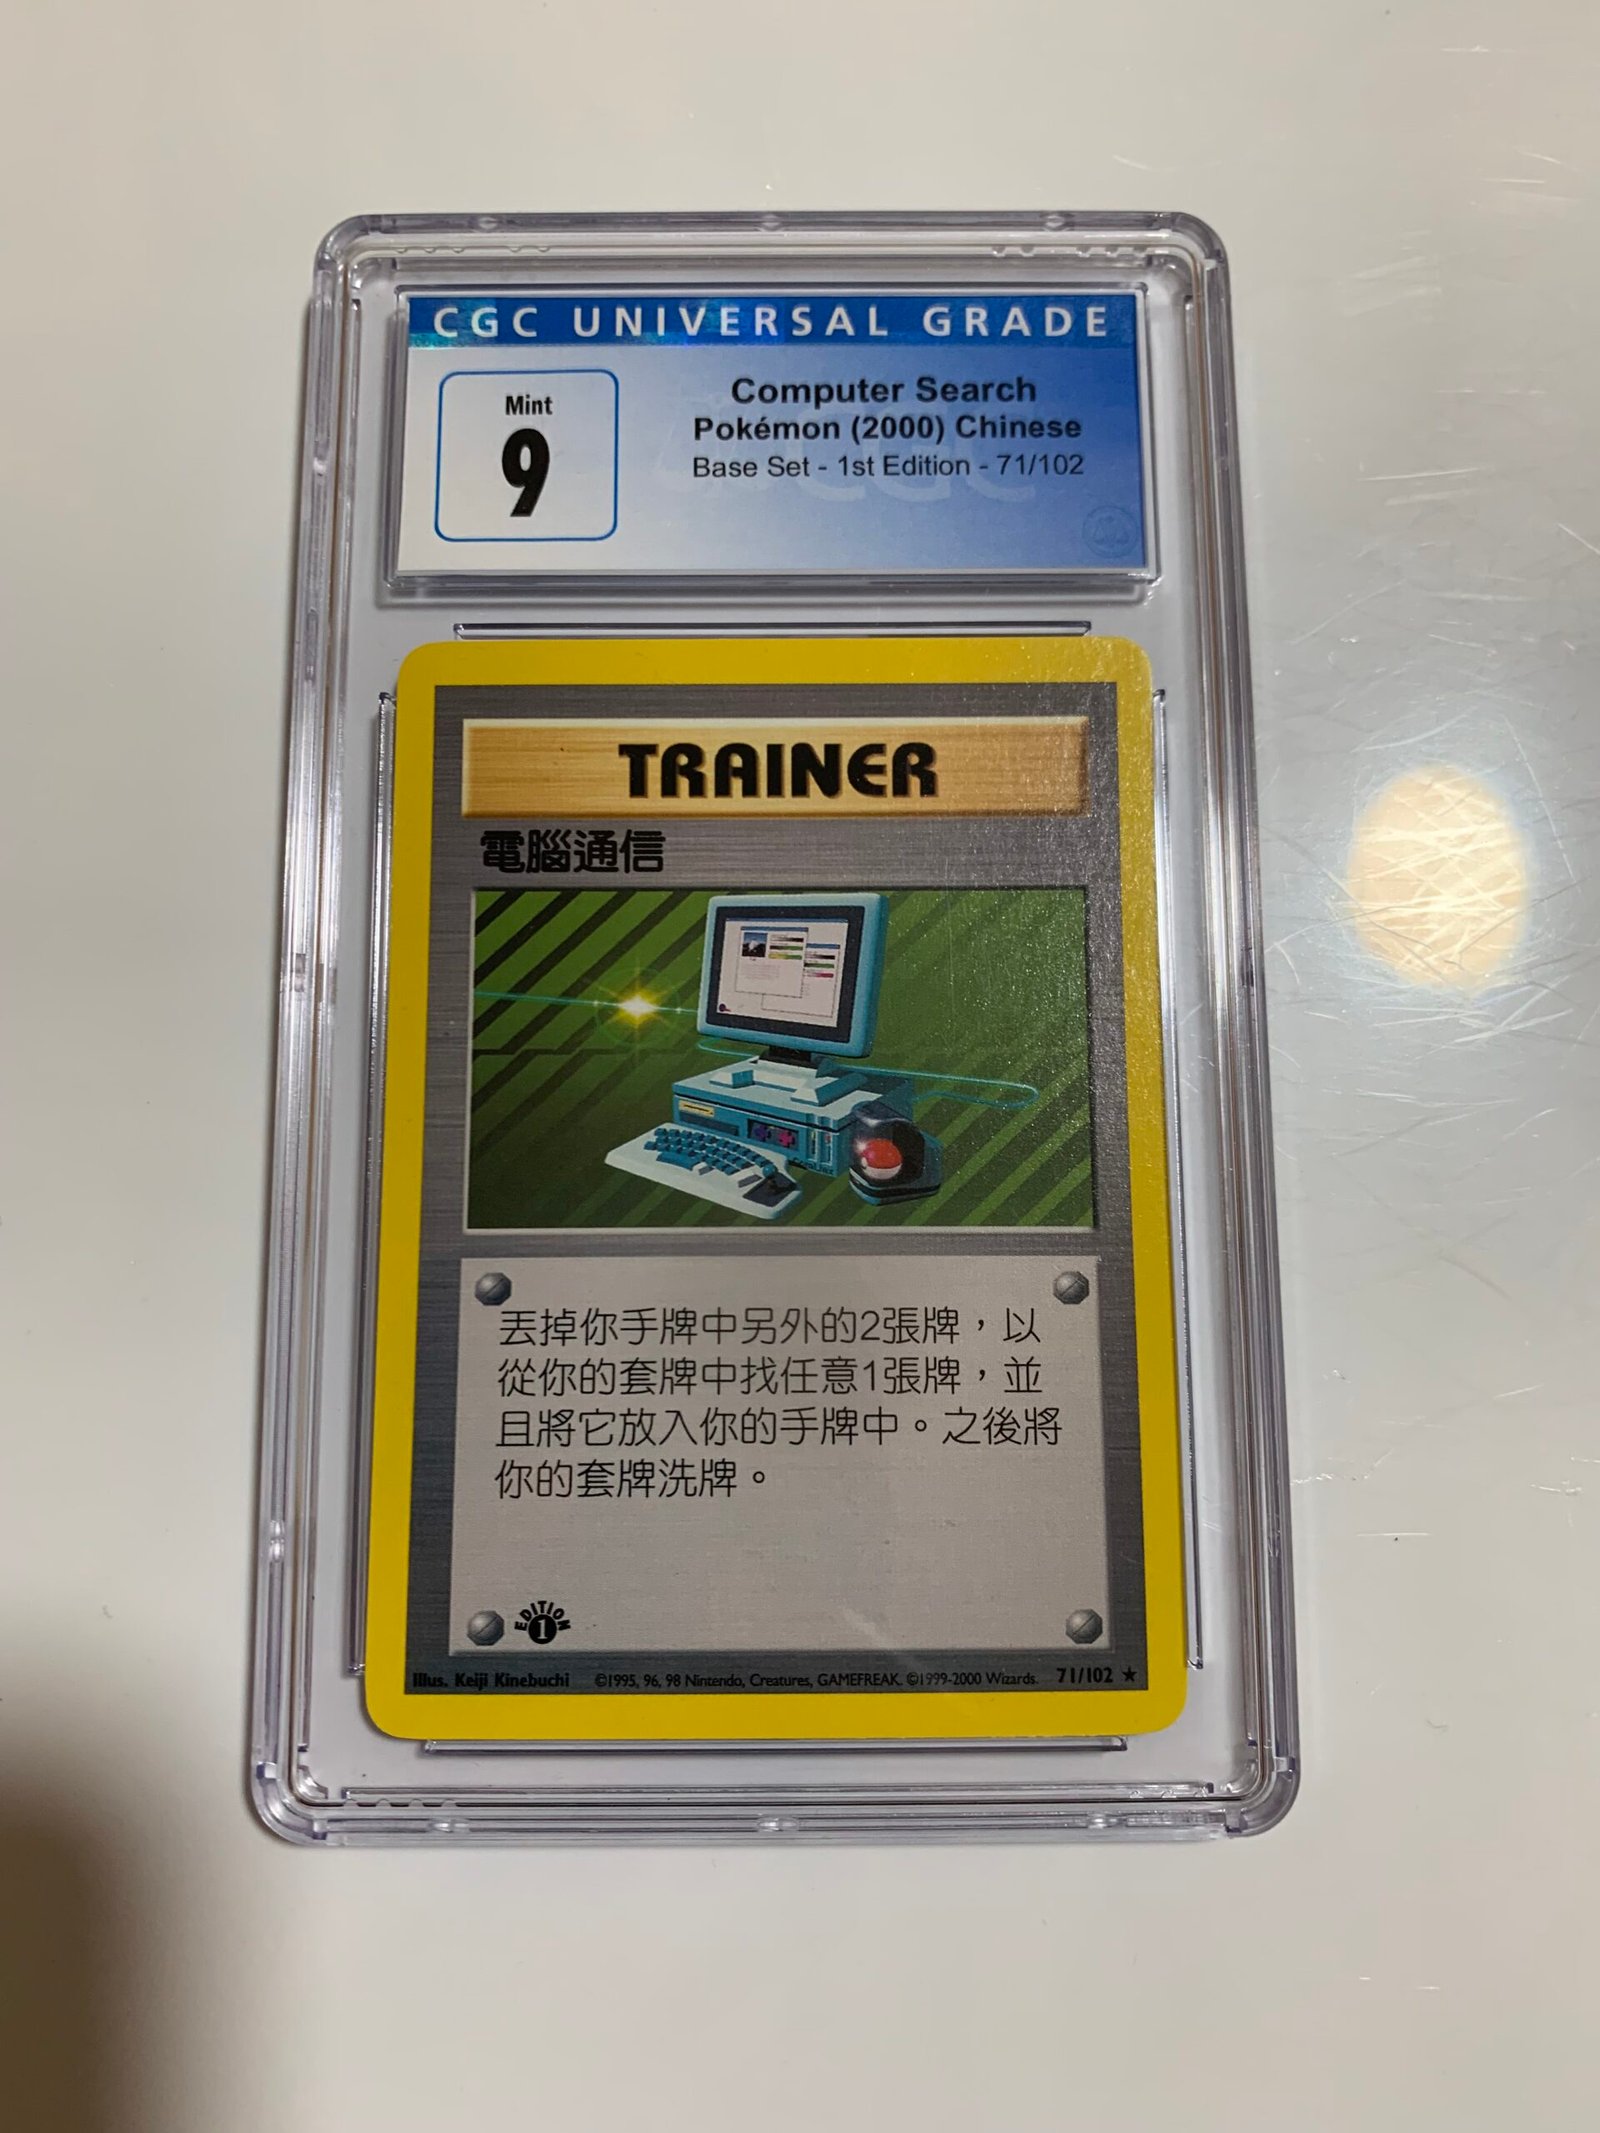 CGC UNIVERSAL GRADE
Mint
9
Computer Search
Pokémon (2000) Chinese
Base Set - 1st Edition - 71/102
TRAINER
電腦通信
丟掉你手牌中另外的2張牌，以
從你的套牌中找任意1張牌，並
且將它放入你的手牌中。之後將
你的套牌洗牌。
EDITION
1
Illus. Keiji Kinebuchi ©1995, 96, 98 Nintendo, Creatures, GAMEFREAK. ©1999-2000 Wizards. 71/102 ★